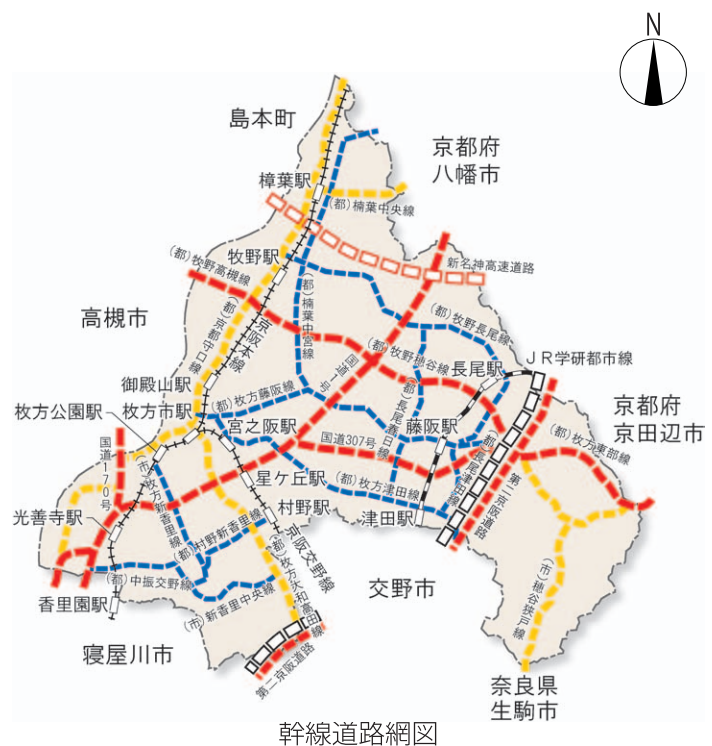 N
島本町
京都府
八幡市
樟葉駅
(都)楠葉中央線
牧野駅
新名神高速道路
(都)牧野高槻線
(都)楠葉中宮線
(都)京都守口線
京阪本線
高槻市
(都)牧野長尾線
国道1号
(都)牧野穂谷線
長尾駅
JR学研都市線
御殿山駅
枚方公園駅
枚方市駅
(都)枚方藤阪線
宮之阪駅
(都)長尾春日線
藤阪駅
京都府
京田辺市
(都)枚方東部線
国道170号
国道307号
(都)長尾津田線
星ケ丘駅
(市)枚方新香里線
(都)枚方津田線
第二京阪道路
村野駅
津田駅
光善寺駅
(都)村野新香里線
京阪交野線
(都)枚方大和高田線
(都)中振交野線
交野市
香里園駅
(市)新香里中央線
(市)穂谷狭戸線
寝屋川市
第二京阪道路
奈良県
生駒市
幹線道路網図